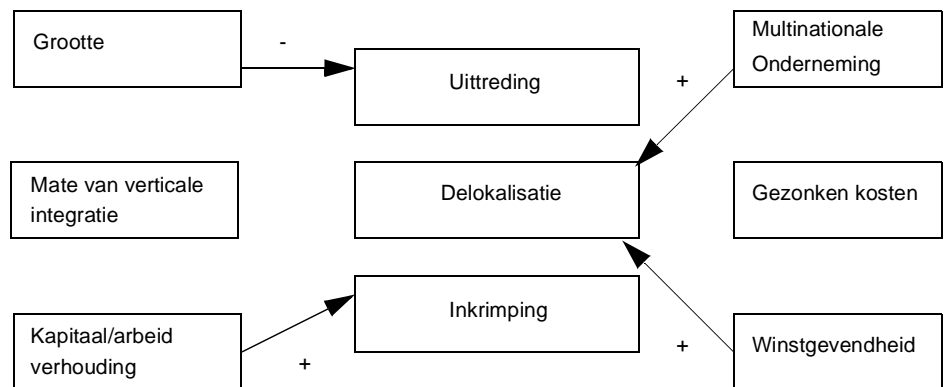 Grootte
-
Uittreding
+
Multinationale
Onderneming
Mate van verticale
integratie
Delokalisatie
Gezonken kosten
Kapitaal/arbeid
verhouding
+
Inkrimping
+
Winstgevendheid